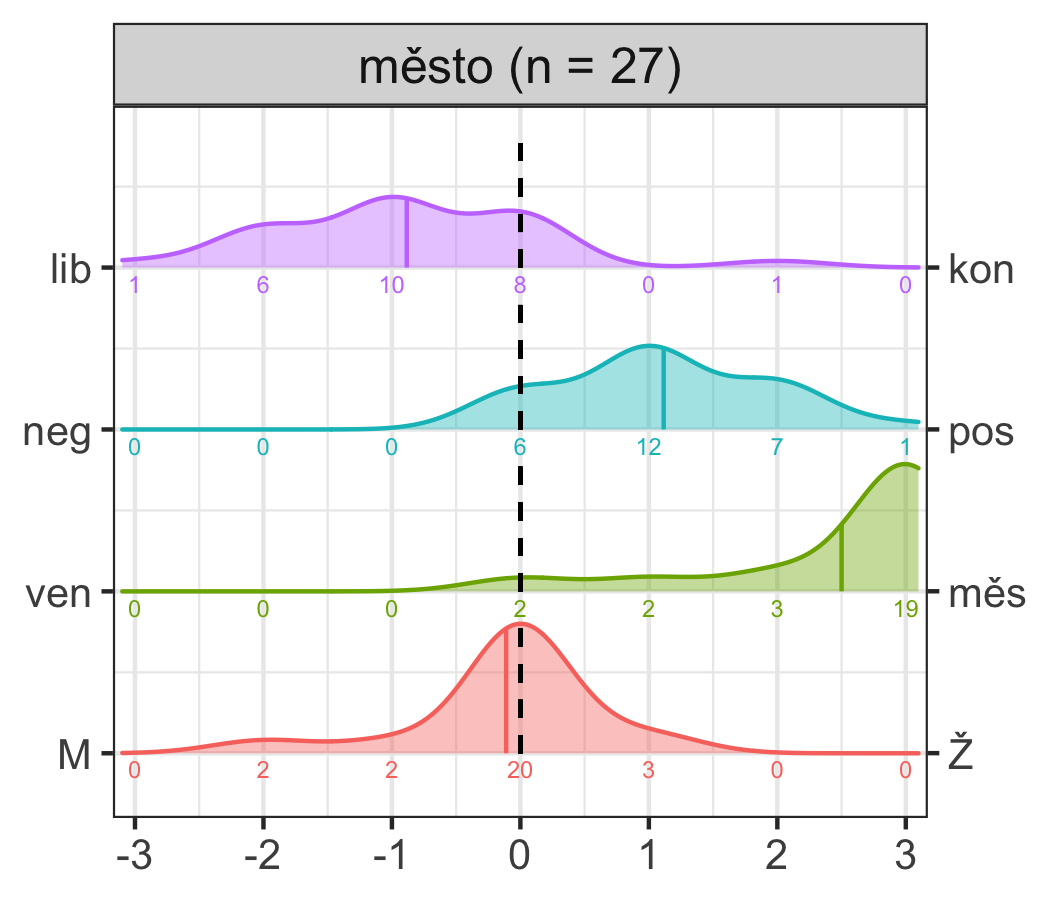 město (n = 27)
lib kon
1 6 10 8 0 1 0
neg pos
0 0 0 6 12 7 1
ven měs
0 0 0 2 2 3 19
M Ž
0 2 2 20 3 0 0
-3 -2 -1 0 1 2 3